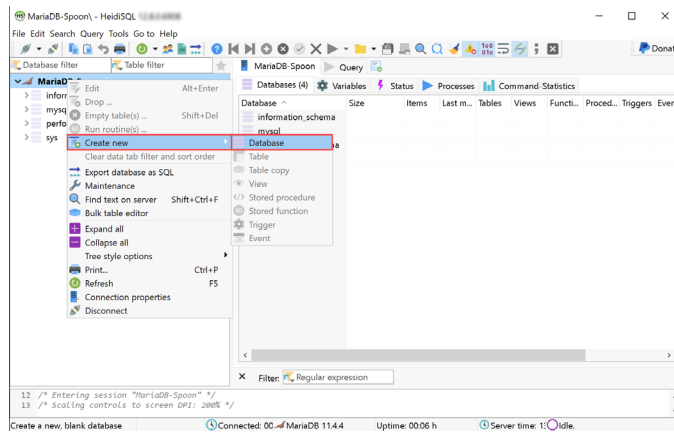 MariaDB-Spoon\ - HeidiSQL
File Edit Search Query Tools Go to Help
Donat
Database filter Table filter
MariaDB-Spoon Query
MariaDB-S
Databases (4) Variables Status Processes Command-Statistics
Database Size Items Last m... Tables Views Functi... Proced... Triggers Ever
infor
mysq
perfo
sys
information_schema
mysql
ma
Edit Alt+Enter
Drop ...
Empty table(s) ... Shift+Del
Run routine(s) ...
Create new
Clear data tab filter and sort order
Export database as SQL
Maintenance
Find text on server Shift+Ctrl+F
Bulk table editor
Expand all
Collapse all
Tree style options
Print... Ctrl+P
Refresh F5
Connection properties
Disconnect
Database
Table
Table copy
View
Stored procedure
Stored function
Trigger
Event
Filter: Regular expression
12 /* Entering session "MariaDB-Spoon" */
13 /* Scaling controls to screen DPI: 200% */
Create a new, blank database Connected: 00 MariaDB 11.4.4 Uptime: 00:06 h Server time: 1 Idle.